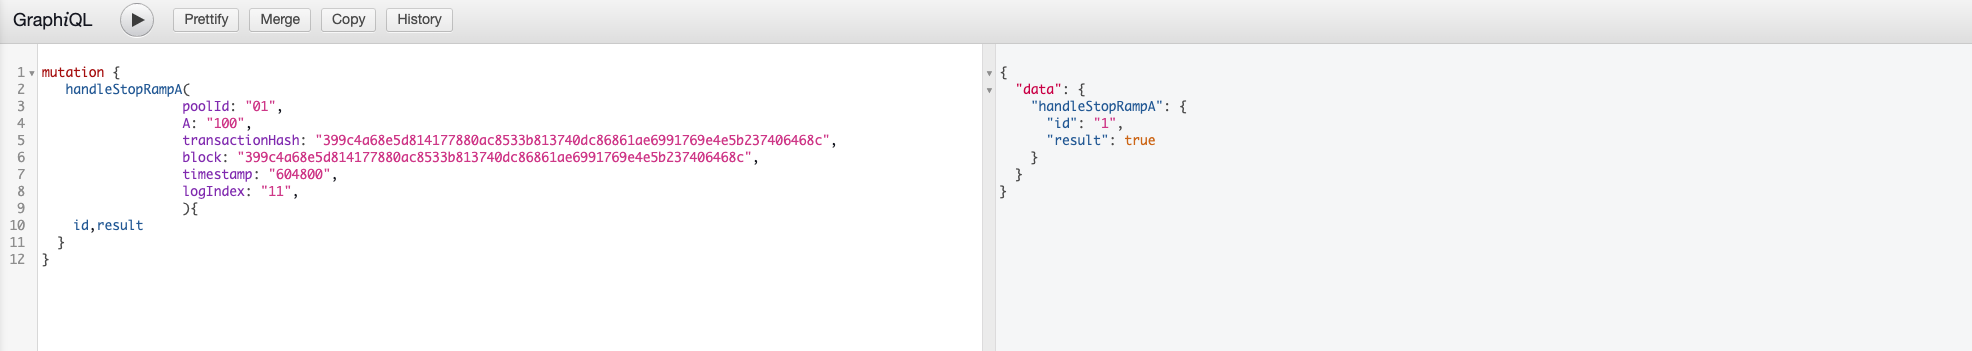 GraphiQL Prettify Merge Copy History
1 mutation {
2 handleStopRampA(
3 poolId: "01",
4 A: "100",
5 transactionHash: "399c4a68e5d814177880ac8533b813740dc86861ae6991769e4e5b237406468c",
6 block: "399c4a68e5d814177880ac8533b813740dc86861ae6991769e4e5b237406468c",
7 timestamp: "604800",
8 logIndex: "11",
9 ){
10 id,result
11 }
12 }
{
"data": {
"handleStopRampA": {
"id": "1",
"result": true
}
}
}